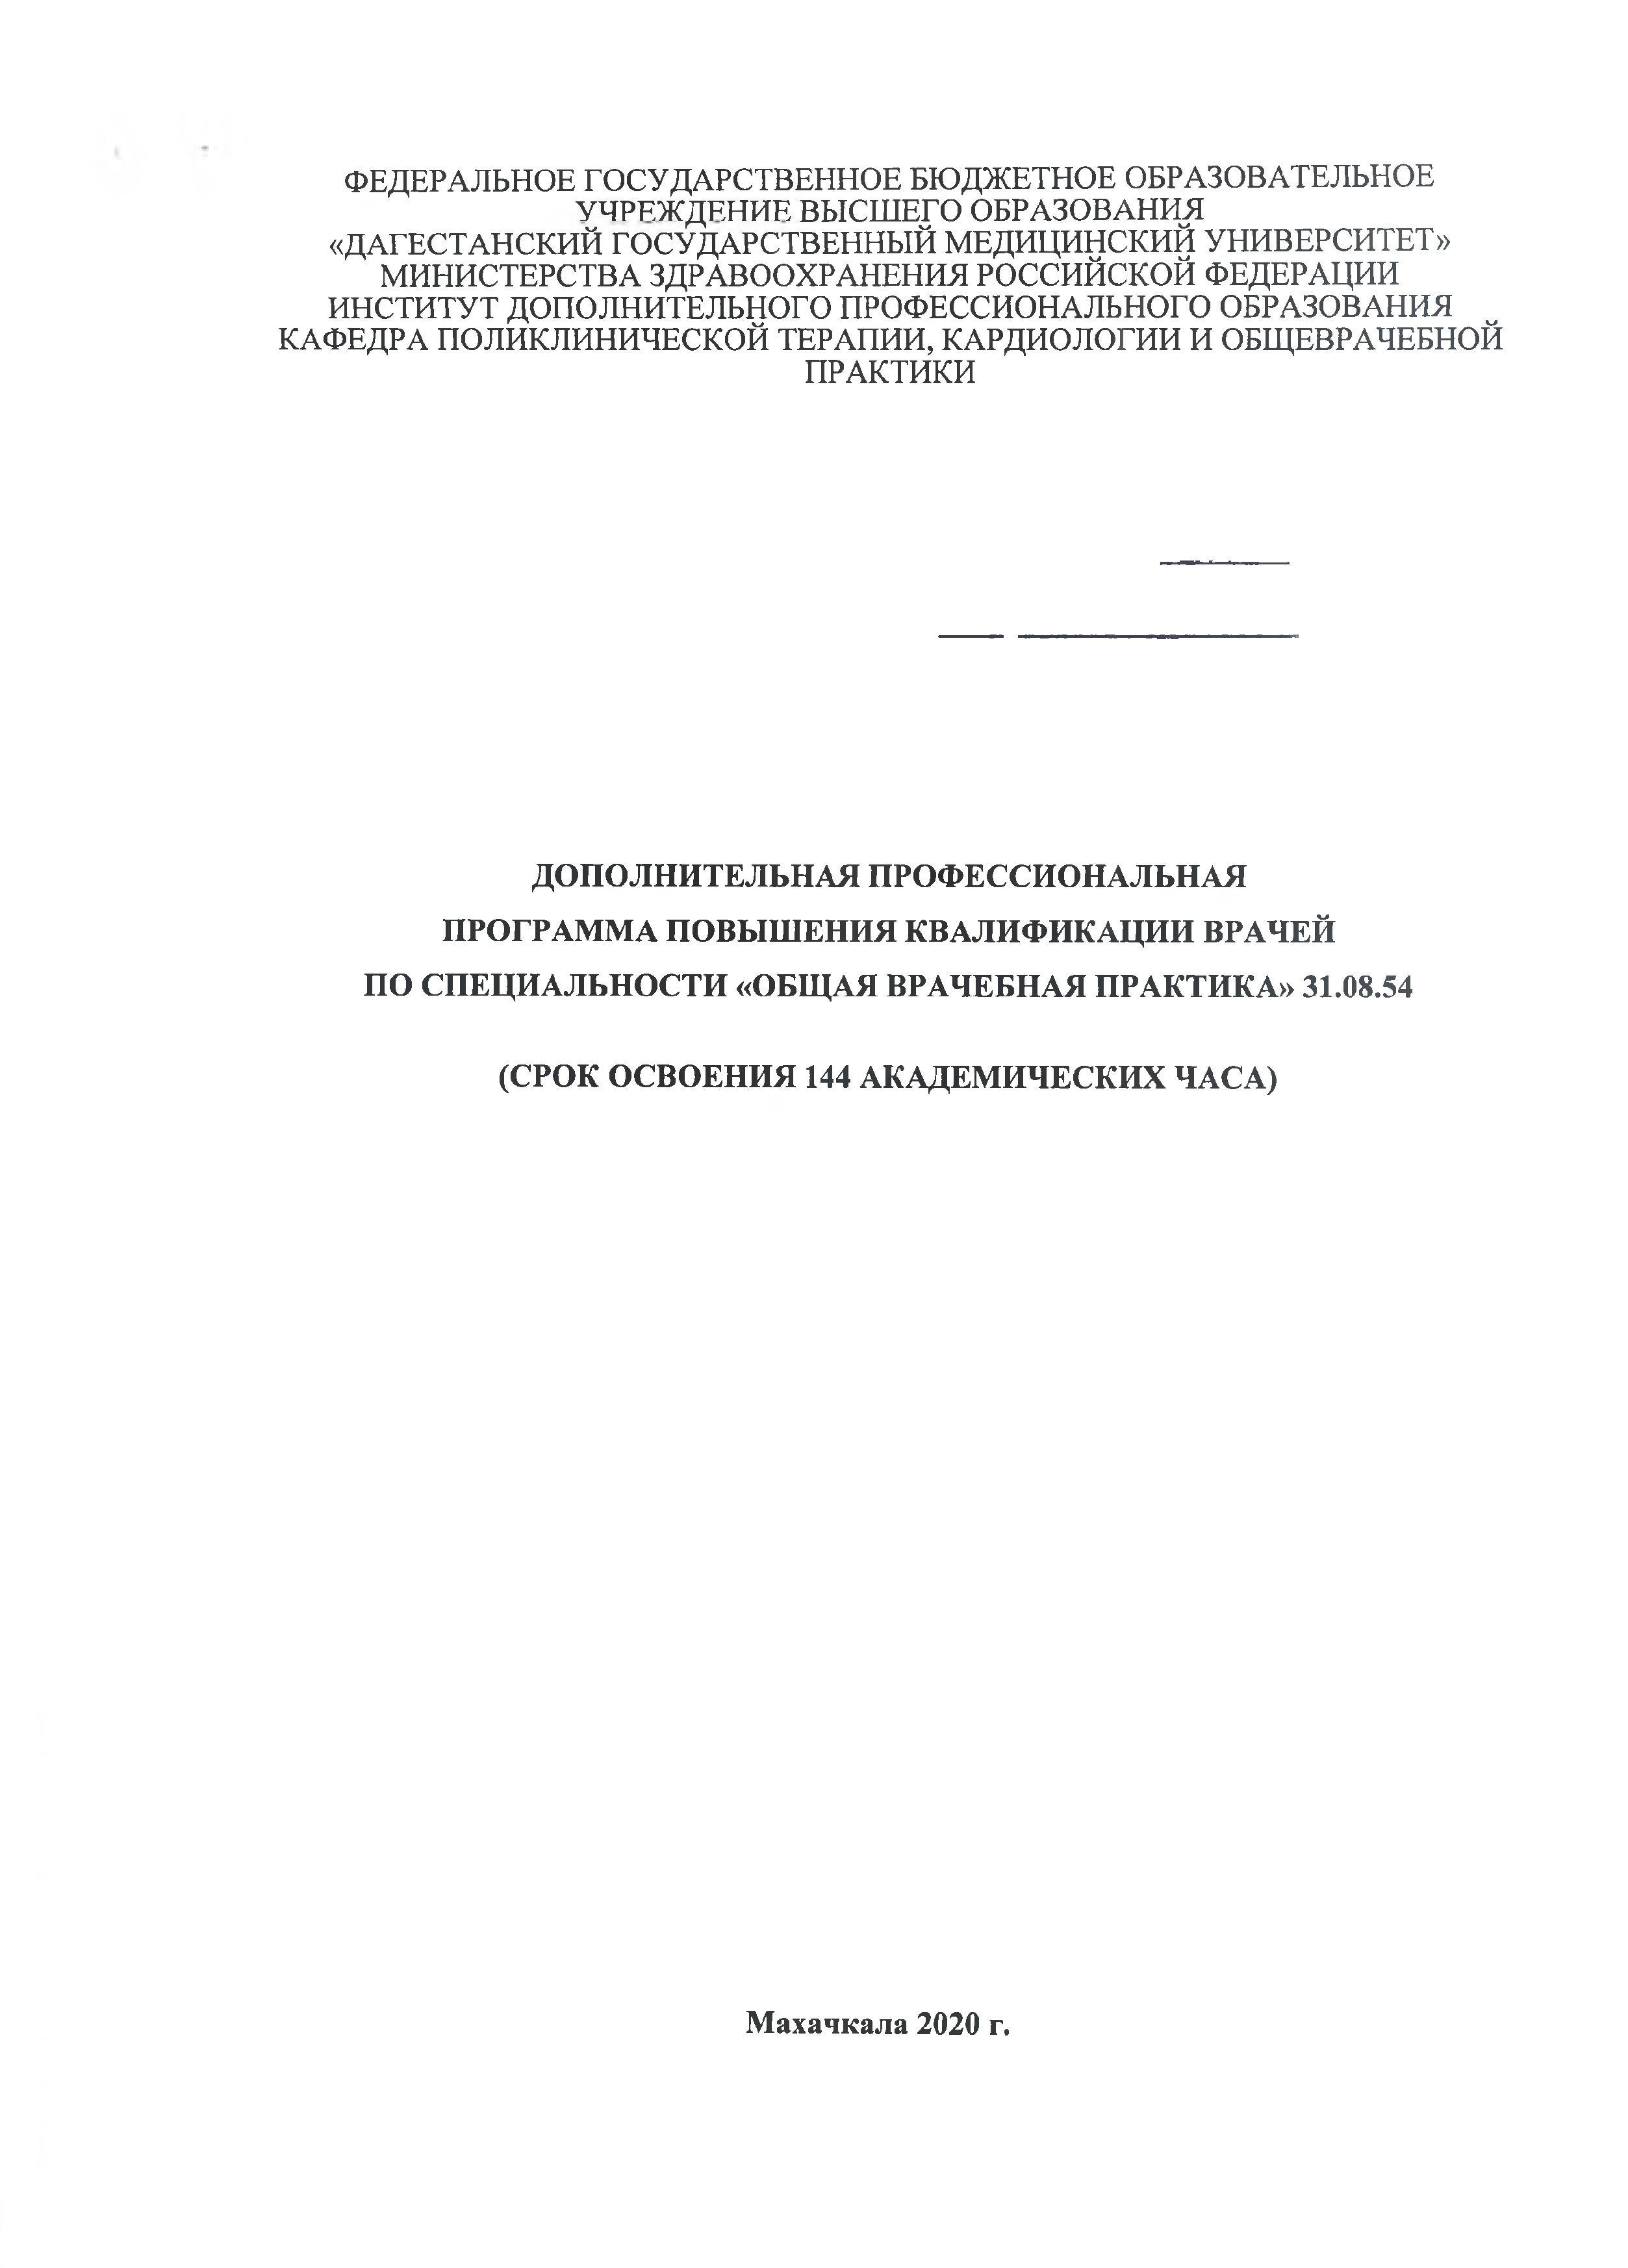 ФЕДЕРАЛЬНОЕ ГОСУДАРСТВЕННОЕ БЮДЖЕТНОЕ ОБРАЗОВАТЕЛЬНОЕ
УЧРЕЖДЕНИЕ ВЫСШЕГО ОБРАЗОВАНИЯ
«ДАГЕСТАНСКИЙ ГОСУДАРСТВЕННЫЙ МЕДИЦИНСКИЙ УНИВЕРСИТЕТ»
МИНИСТЕРСТВА ЗДРАВООХРАНЕНИЯ РОССИЙСКОЙ ФЕДЕРАЦИИ
ИНСТИТУТ ДОПОЛНИТЕЛЬНОГО ПРОФЕССИОНАЛЬНОГО ОБРАЗОВАНИЯ
КАФЕДРА ПОЛИКЛИНИЧЕСКОЙ ТЕРАПИИ, КАРДИОЛОГИИ И ОБЩЕВРАЧЕБНОЙ
ПРАКТИКИ
ДОПОЛНИТЕЛЬНАЯ ПРОФЕССИОНАЛЬНАЯ
ПРОГРАММА ПОВЫШЕНИЯ КВАЛИФИКАЦИИ ВРАЧЕЙ
ПО СПЕЦИАЛЬНОСТИ «ОБЩАЯ ВРАЧЕБНАЯ ПРАКТИКА» 31.08.54
(СРОК ОСВОЕНИЯ 144 АКАДЕМИЧЕСКИХ ЧАСА)
Махачкала 2020 г.